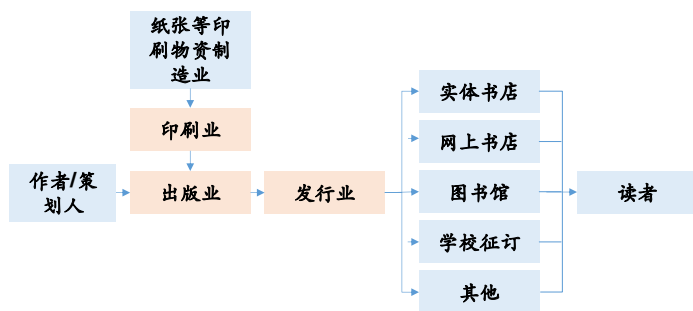 纸张等印
刷物资制
造业
印刷业
作者/策
划人
出版业
发行业
实体书店
网上书店
图书馆
学校征订
其他
读者